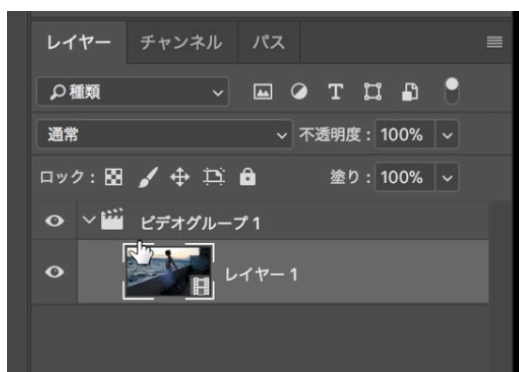 レイヤー チャンネル パス
種類
通常 不透明度: 100%
ロック: 塗り: 100%
ビデオグループ 1
レイヤー 1